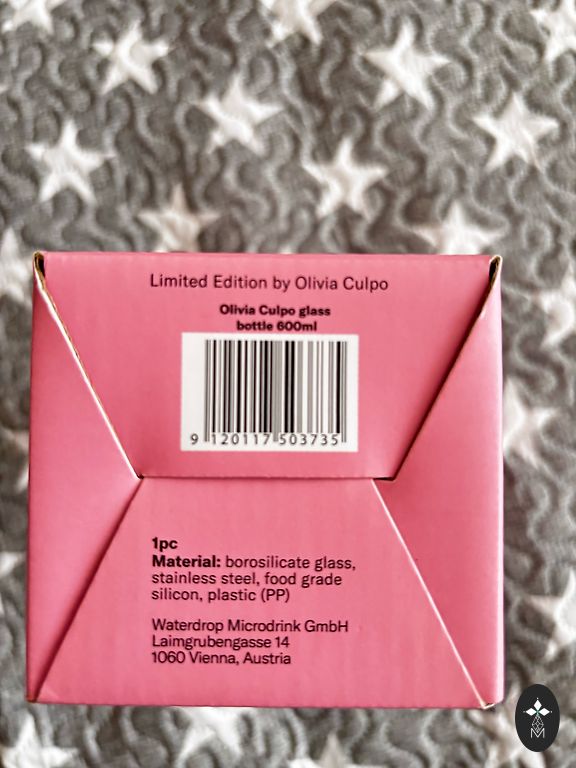 Limited Edition by Olivia Culpo
Olivia Culpo glass
bottle 600ml
9 120117 503735
1pc
Material: borosilicate glass,
stainless steel, food grade
silicon, plastic (PP)
Waterdrop Microdrink GmbH
Laimgrubengasse 14
1060 Vienna, Austria
M